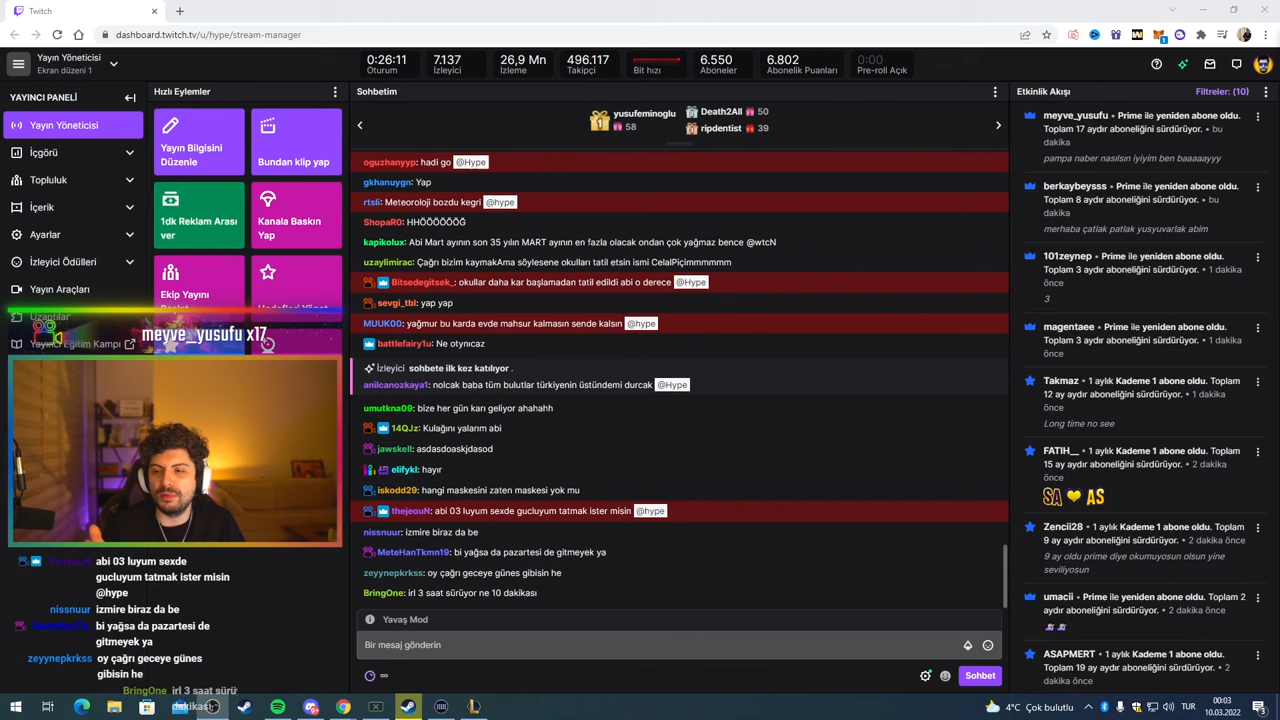 Twitch
dashboard.twitch.tv/u/hype/stream-manager
Yayın Yöneticisi
Ekran düzeni 1
0:26:11
Oturum
7.137
İzleyici
26,9 Mn
İzleme
496.117
Takipçi
Bit hızı
6.550
Aboneler
6.802
Abonelik Puanları
0:00
Pre-roll Açık
YAYINCI PANELİ
Yayın Yöneticisi
İçgörü
Topluluk
İçerik
Ayarlar
İzleyici Ödülleri
Yayın Araçları
Uzantılar
Yayıncı Eğitim Kampı
Hızlı Eylemler
Yayın Bilgisini
Düzenle
Bundan klip yap
1dk Reklam Arası
ver
Kanala Baskın
Yap
Ekip Yayını
meyve_yusufu x17
abi 03 luyum sexde
gucluyum tatmak ister misin
@hype
nissnuur izmire biraz da be
bi yağsa da pazartesi de
gitmeyek ya
zeyynepkrkss oy çağrı geceye günes
gibisin he
BringOne irl 3 saat sürü
dakikası
Sohbetim
yusufeminoglu
58
Death2All 50
ripdentist 39
oguzhanyyp: hadi go @Hype
gkhanuygn: Yap
rtsli: Meteoroloji bozdu kegri @hype
ShopaR0: HHÖÖÖÖÖÖĞ
kapikolux: Abi Mart ayının son 35 yılın MART ayının en fazla olacak ondan çok yağmaz bence @wtcN
uzaylimirac: Çağrı bizim kaymakAma söylesene okulları tatil etsin ismi CelalPiçimmmmmm
Bitsedegitsek_: okullar daha kar başlamadan tatil edildi abi o derece @Hype
sevgi_tbl: yap yap
MUUK00: yağmur bu karda evde mahsur kalmasın sende kalsın @hype
battlefairy1u: Ne otynıcaz
İzleyici sohbete ilk kez katılıyor .
anilcanozkaya1: nolcak baba tüm bulutlar türkiyenin üstündemi durcak @Hype
umutkna09: bize her gün karı geliyor ahahahh
14QJz: Kulağını yalarım abi
jawskell: asdasdoaskjdasod
elifykl: hayır
iskodd29: hangi maskesini zaten maskesi yok mu
thejeouN: abi 03 luyum sexde gucluyum tatmak ister misin @hype
nissnuur: izmire biraz da be
MeteHanTkmn19: bi yağsa da pazartesi de gitmeyek ya
zeyynepkrkss: oy çağrı geceye günes gibisin he
BringOne: irl 3 saat sürüyor ne 10 dakikası
Yavaş Mod
Bir mesaj gönderin
∞
Sohbet
Etkinlik Akışı
Filtreler: (10)
meyve_yusufu • Prime ile yeniden abone oldu.
Toplam 17 aydır aboneliğini sürdürüyor. • bu
dakika
pampa naber nasılsın iyiyim ben baaaaayyy
berkaybeysss • Prime ile yeniden abone oldu.
Toplam 8 aydır aboneliğini sürdürüyor. • bu
dakika
merhaba çatlak patlak yusyuvarlak abim
101zeynep • Prime ile yeniden abone oldu.
Toplam 3 aydır aboneliğini sürdürüyor. • 1 dakika
önce
3
magentaee • Prime ile yeniden abone oldu.
Toplam 3 aydır aboneliğini sürdürüyor. • 1 dakika
önce
Takmaz • 1 aylık Kademe 1 abone oldu. Toplam
12 ay aydır aboneliğini sürdürüyor. • 1 dakika
önce
Long time no see
FATIH__ • 1 aylık Kademe 1 abone oldu. Toplam
15 ay aydır aboneliğini sürdürüyor. • 2 dakika
önce
SA AS
Zencii28 • 1 aylık Kademe 1 abone oldu. Toplam
9 ay aydır aboneliğini sürdürüyor. • 2 dakika önce
9 ay oldu prime diye okumuyosun olsun yine
seviliyosun
umacii • Prime ile yeniden abone oldu. Toplam 2
aydır aboneliğini sürdürüyor. • 2 dakika önce
ASAPMERT • 1 aylık Kademe 1 abone oldu.
Toplam 19 ay aydır aboneliğini sürdürüyor. • 2
dakika önce
4°C Çok bulutlu
TUR
00:03
10.03.2022
3